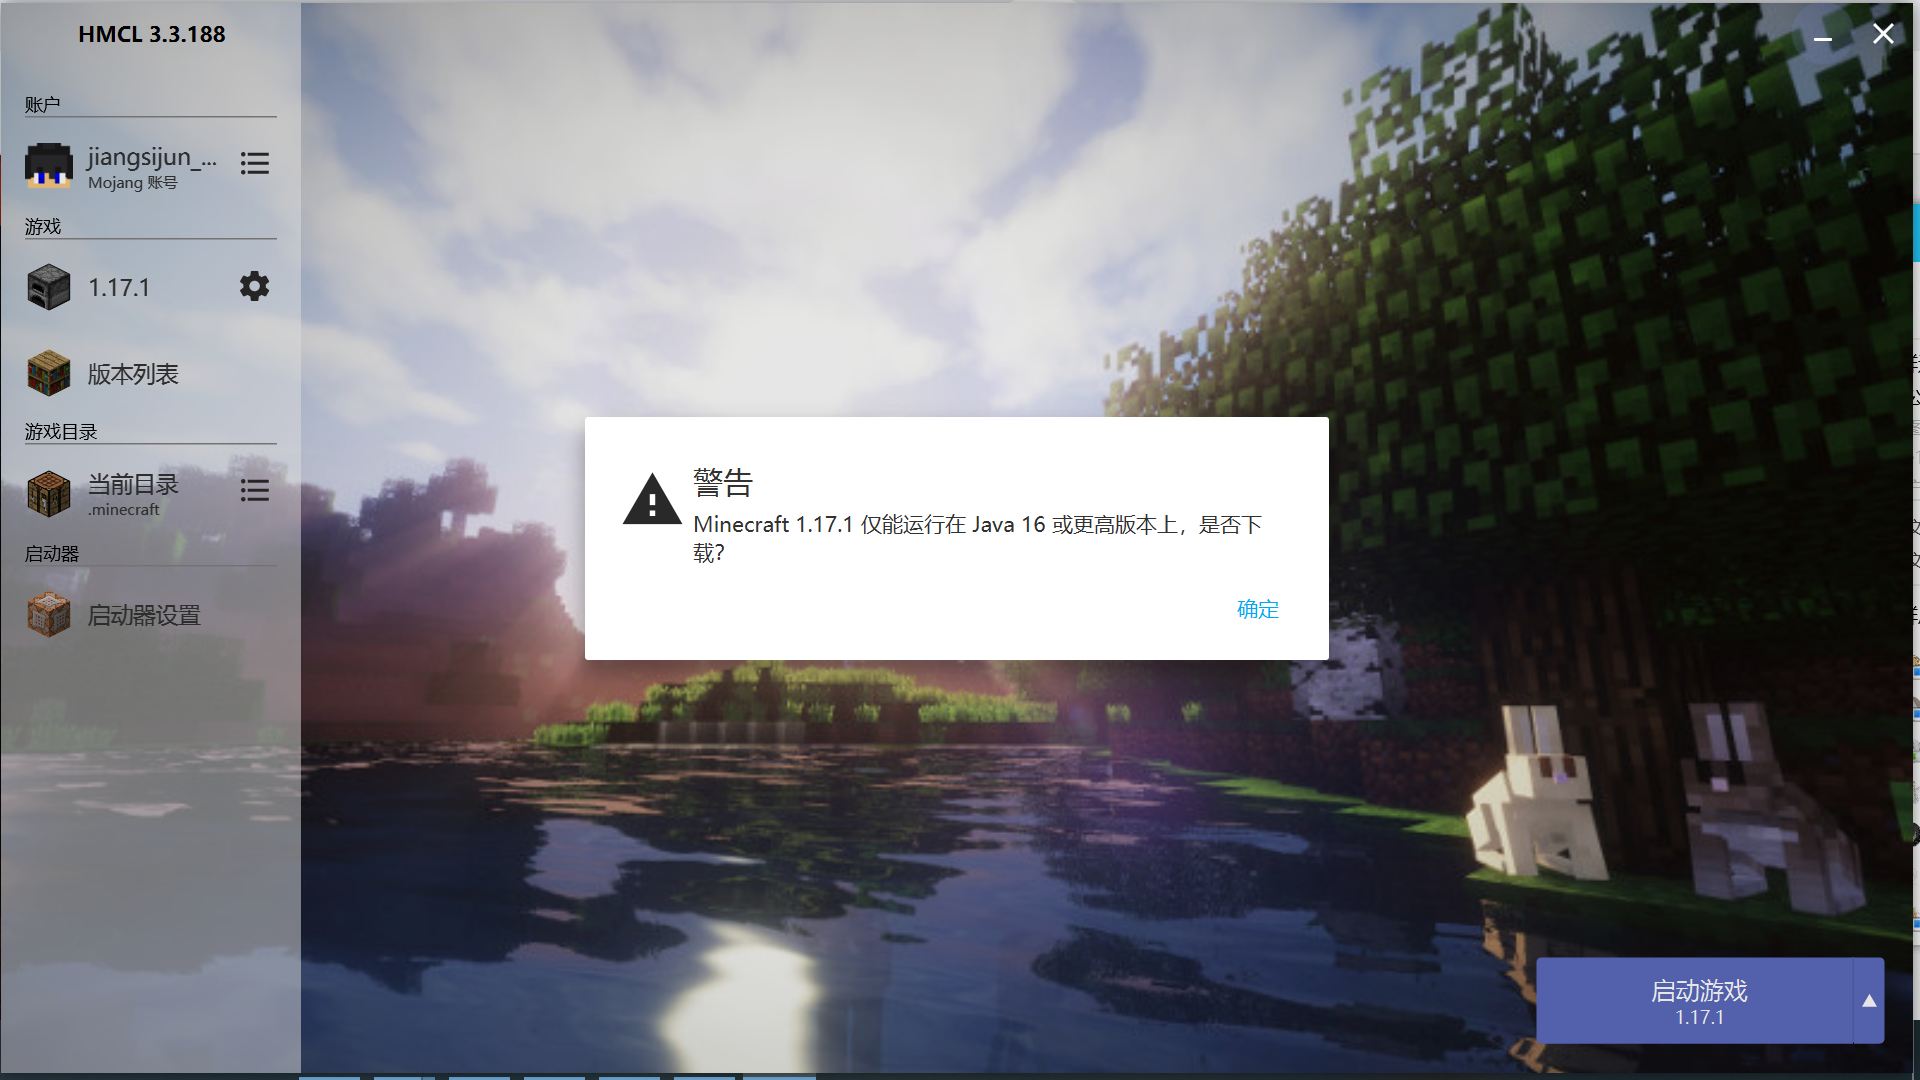 HMCL 3.3.188
账户
jiangsijun_...
Mojang 账号
游戏
1.17.1
版本列表
游戏目录
当前目录
.minecraft
启动器
启动器设置
警告
Minecraft 1.17.1 仅能运行在 Java 16 或更高版本上，是否下
载？
确定
启动游戏
1.17.1